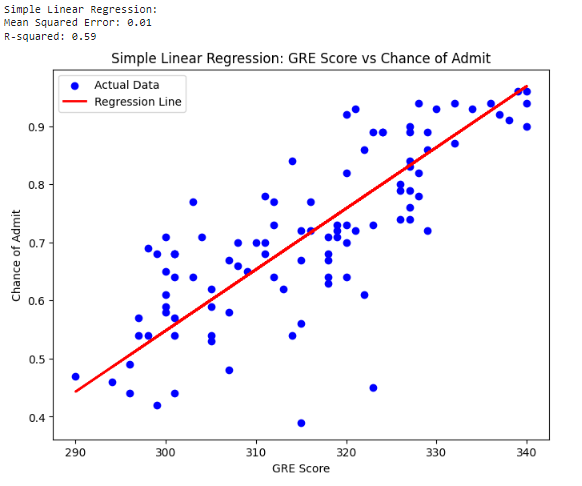 Simple Linear Regression:
Mean Squared Error: 0.01
R-squared: 0.59
Simple Linear Regression: GRE Score vs Chance of Admit
Actual Data
Regression Line
0.9
0.8
0.7
0.6
0.5
0.4
Chance of Admit
290 300 310 320 330 340
GRE Score